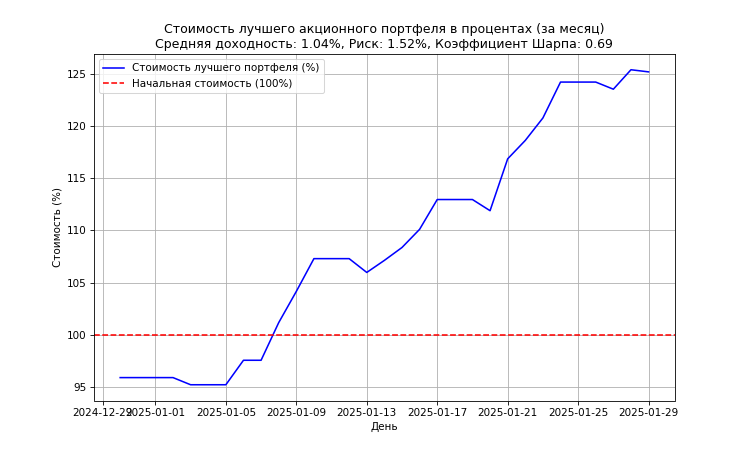 Стоимость лучшего акционного портфеля в процентах (за месяц)
Средняя доходность: 1.04%, Риск: 1.52%, Коэффициент Шарпа: 0.69
Стоимость лучшего портфеля (%)
Начальная стоимость (100%)
Стоимость (%)
125
120
115
110
105
100
95
2024-12-29 2025-01-01 2025-01-05 2025-01-09 2025-01-13 2025-01-17 2025-01-21 2025-01-25 2025-01-29
День